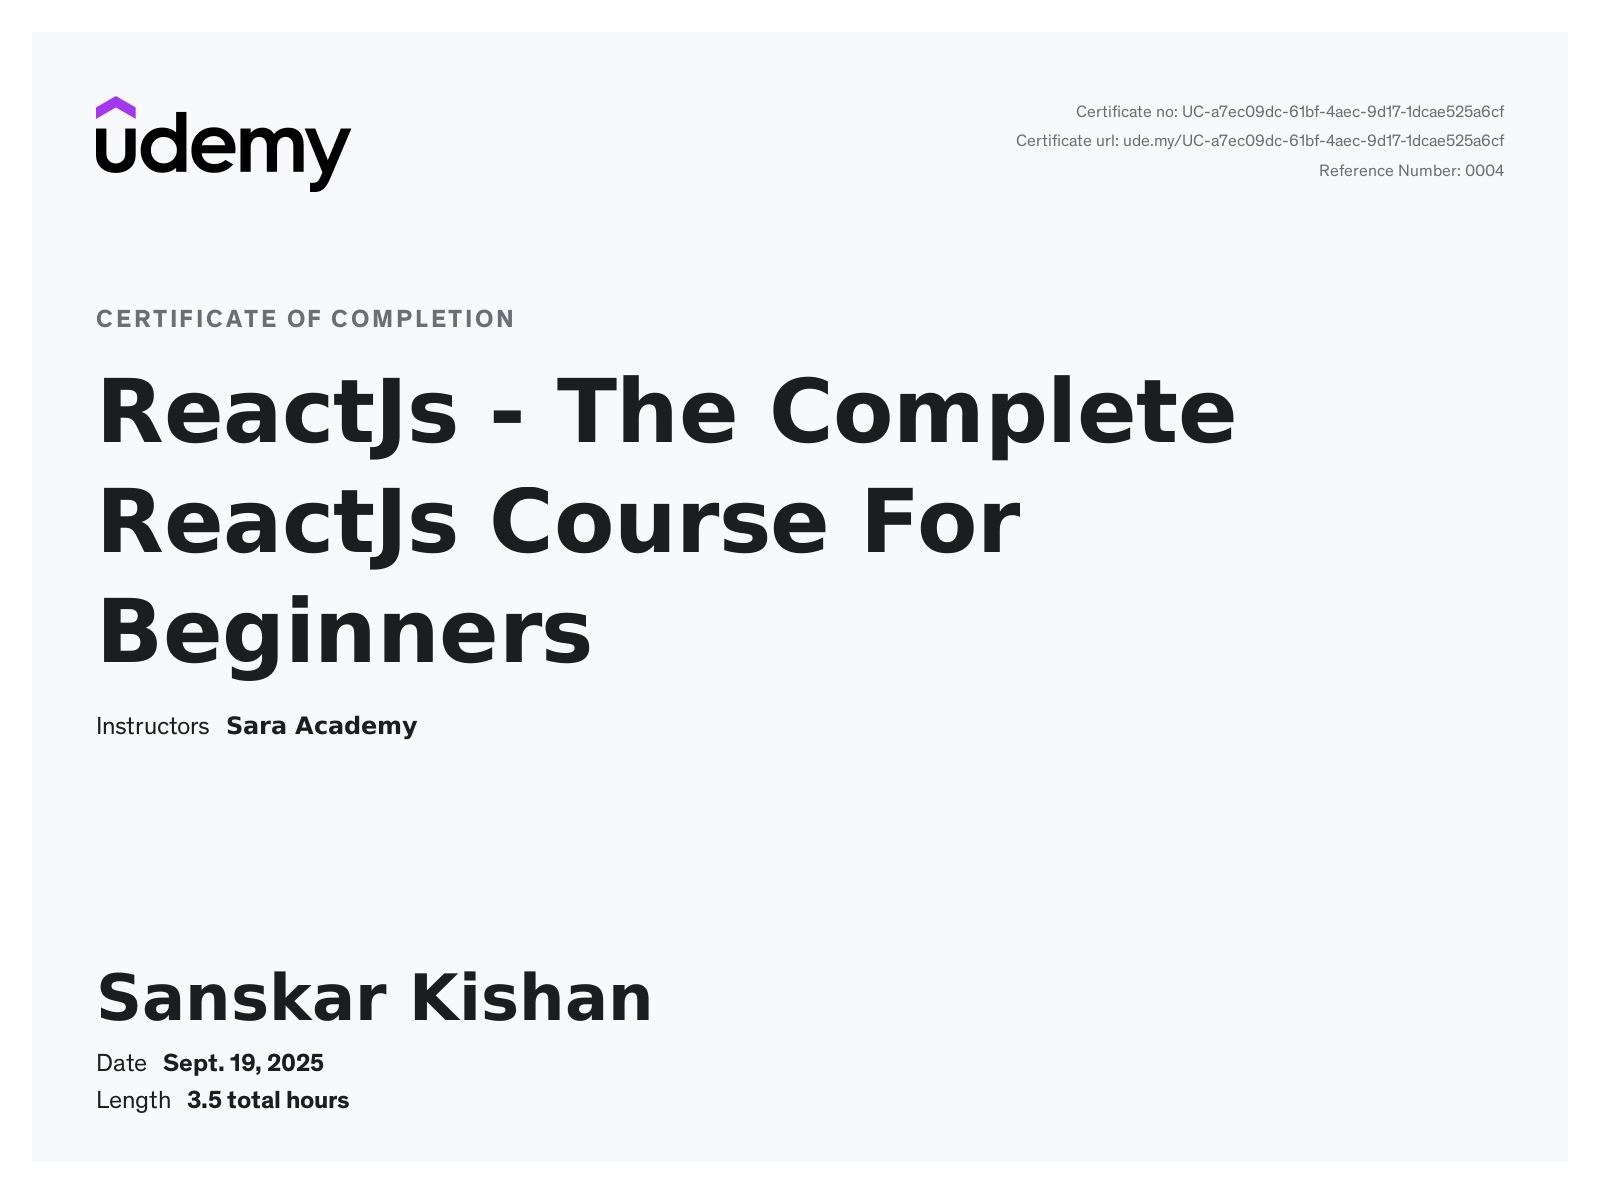 udemy
Certificate no: UC-a7ec09dc-61bf-4aec-9d17-1dcae525a6cf
Certificate url: ude.my/UC-a7ec09dc-61bf-4aec-9d17-1dcae525a6cf
Reference Number: 0004
CERTIFICATE OF COMPLETION
ReactJs - The Complete
ReactJs Course For
Beginners
Instructors Sara Academy
Sanskar Kishan
Date Sept. 19, 2025
Length 3.5 total hours